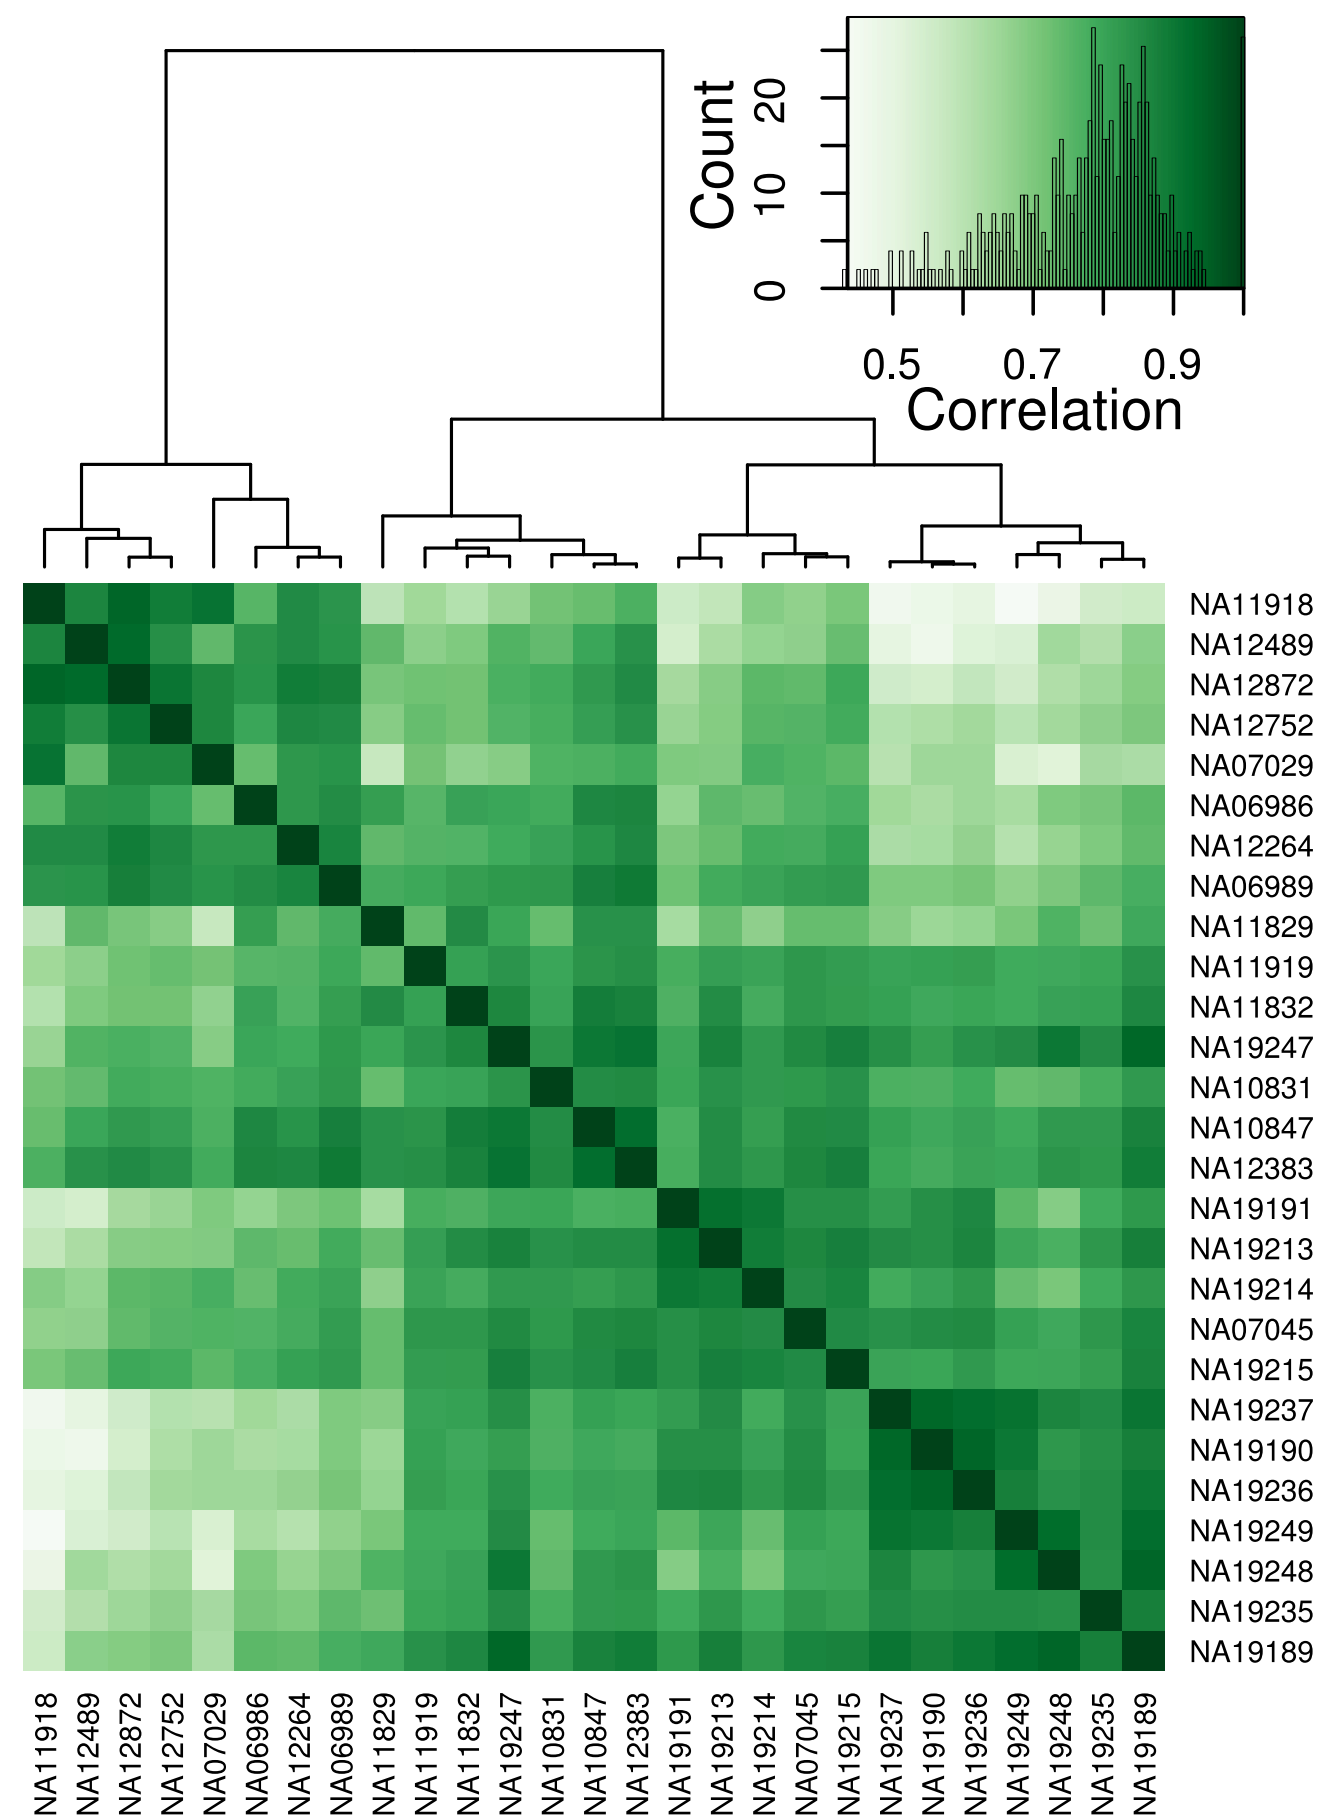 Count
0 10 20
0.5 0.7 0.9
Correlation
NA11918
NA12489
NA12872
NA12752
NA07029
NA06986
NA12264
NA06989
NA11829
NA11919
NA11832
NA19247
NA10831
NA10847
NA12383
NA19191
NA19213
NA19214
NA07045
NA19215
NA19237
NA19190
NA19236
NA19249
NA19248
NA19235
NA19189
NA11918
NA12489
NA12872
NA12752
NA07029
NA06986
NA12264
NA06989
NA11829
NA11919
NA11832
NA19247
NA10831
NA10847
NA12383
NA19191
NA19213
NA19214
NA07045
NA19215
NA19237
NA19190
NA19236
NA19249
NA19248
NA19235
NA19189